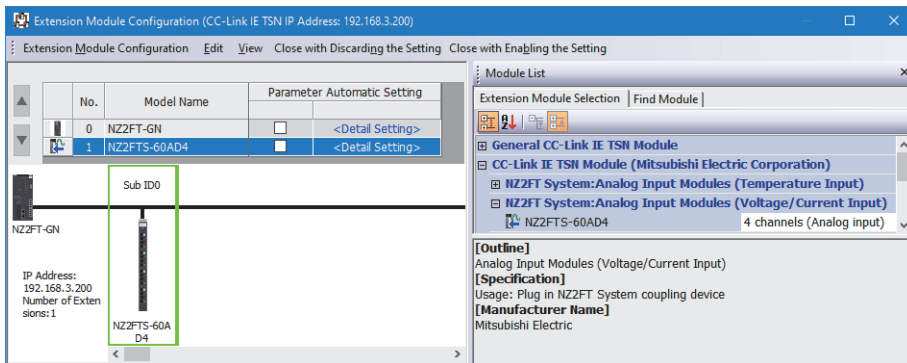 Extension Module Configuration (CC-Link IE TSN IP Address: 192.168.3.200)
Extension Module Configuration Edit View Close with Discarding the Setting Close with Enabling the Setting
No. Model Name Parameter Automatic Setting
0 NZ2FT-GN <Detail Setting>
1 NZ2FTS-60AD4 <Detail Setting>
Sub ID0
NZ2FT-GN
IP Address:
192.168.3.200
Number of Exten
sions:1
NZ2FTS-60A
D4
Module List
Extension Module Selection Find Module
General CC-Link IE TSN Module
CC-Link IE TSN Module (Mitsubishi Electric Corporation)
NZ2FT System:Analog Input Modules (Temperature Input)
NZ2FT System:Analog Input Modules (Voltage/Current Input)
NZ2FTS-60AD4 4 channels (Analog input)
[Outline]
Analog Input Modules (Voltage/Current Input)
[Specification]
Usage: Plug in NZ2FT System coupling device
[Manufacturer Name]
Mitsubishi Electric